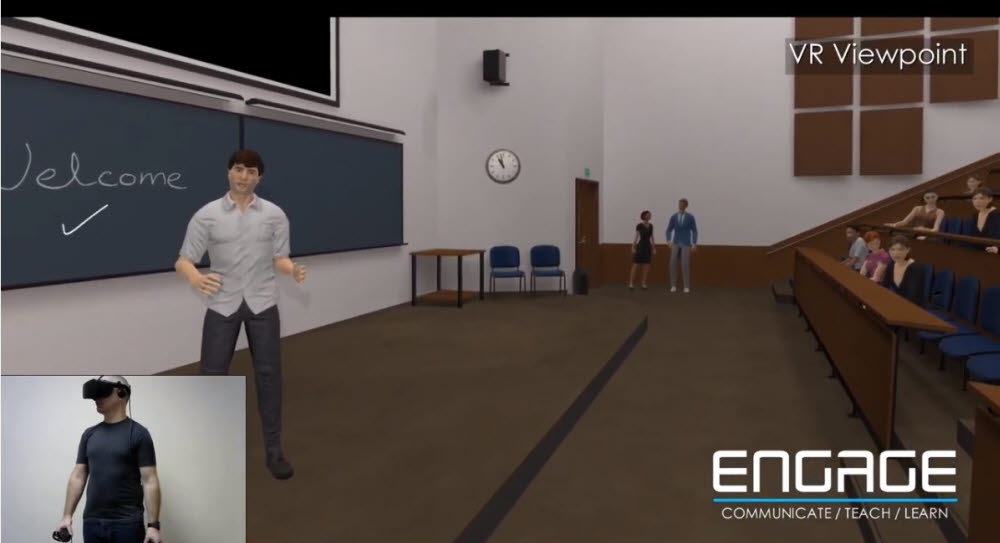 VR Viewpoint
Welcome
ENGAGE
COMMUNICATE / TEACH / LEARN